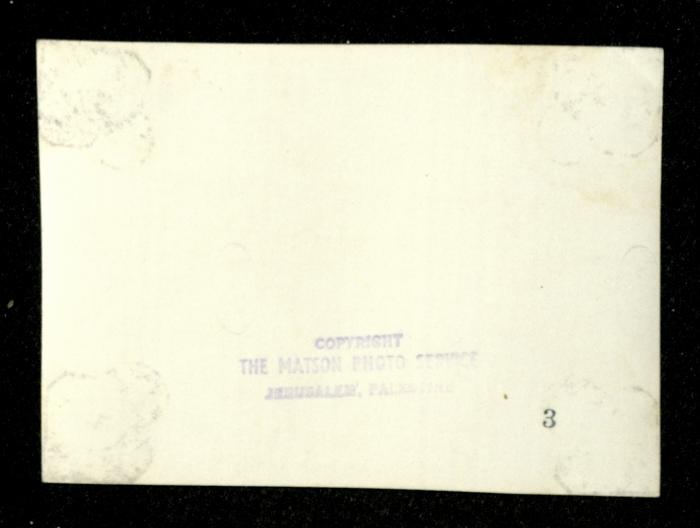 COPYRIGHT
THE MATSON PHOTO SERVICE
JERUSALEM, PALESTINE
3